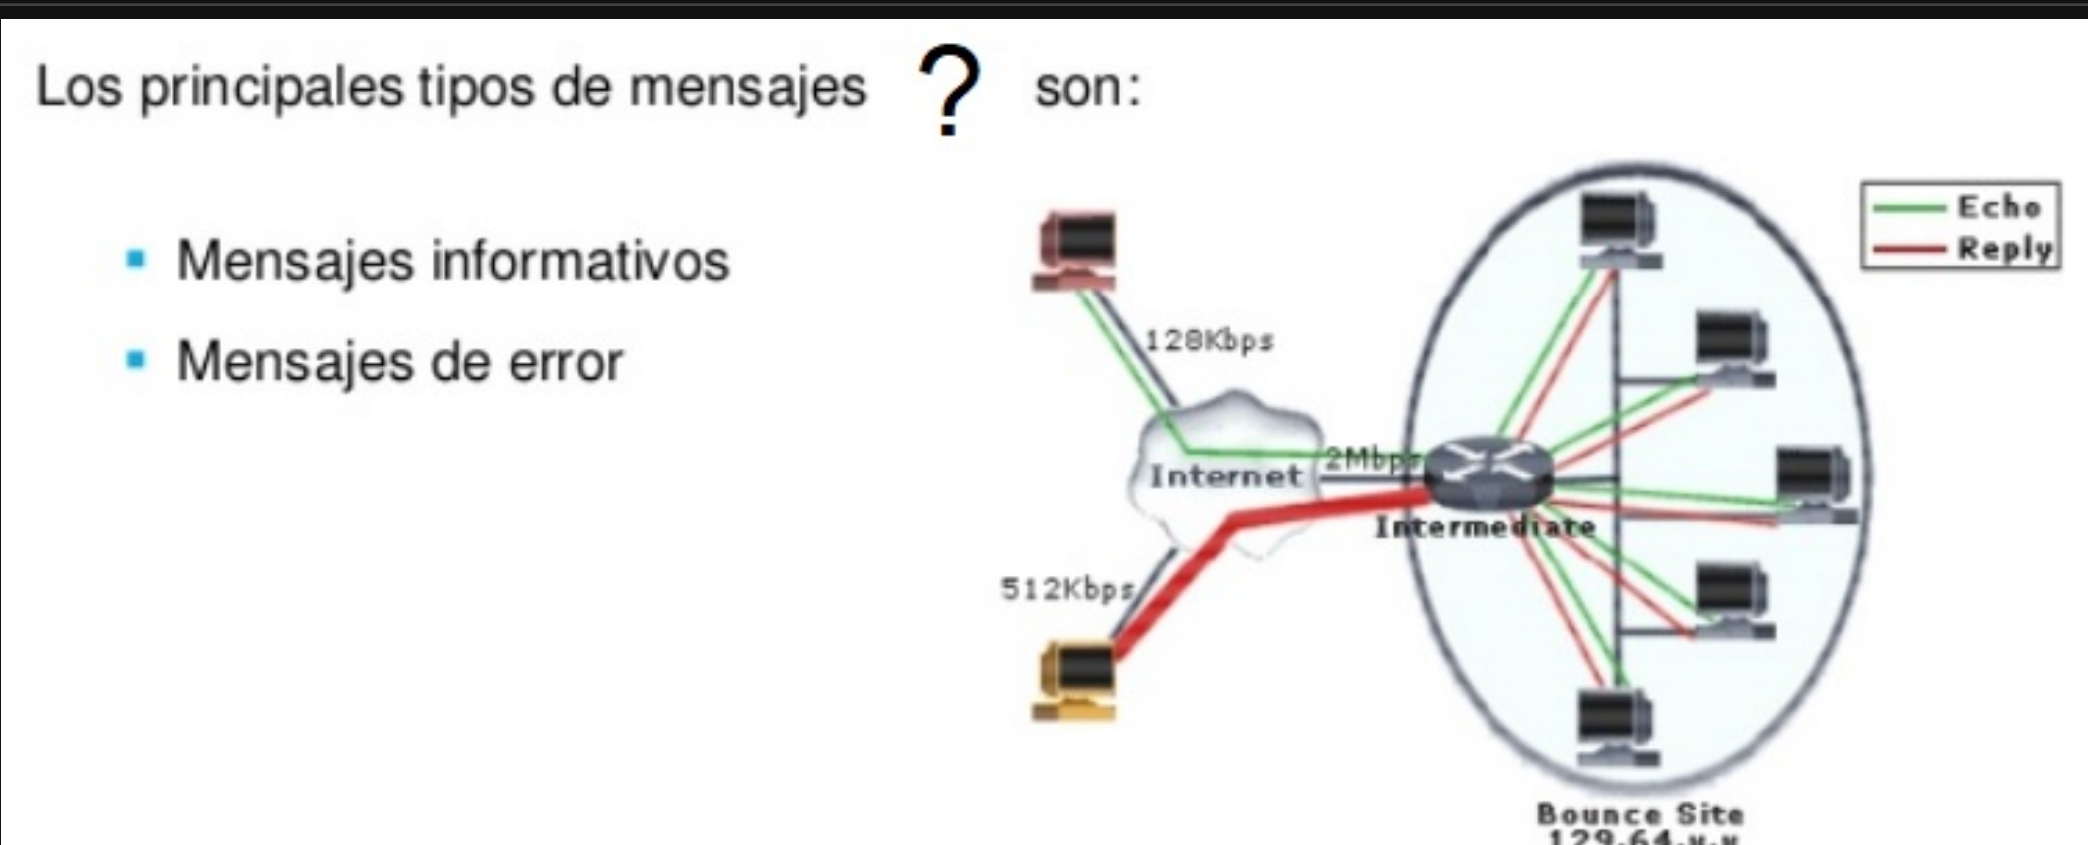 Los principales tipos de mensajes ? son:
Mensajes informativos
Mensajes de error
Echo
Reply
128Kbps
Internet
2Mbps
Intermediate
512Kbps
Bounce Site